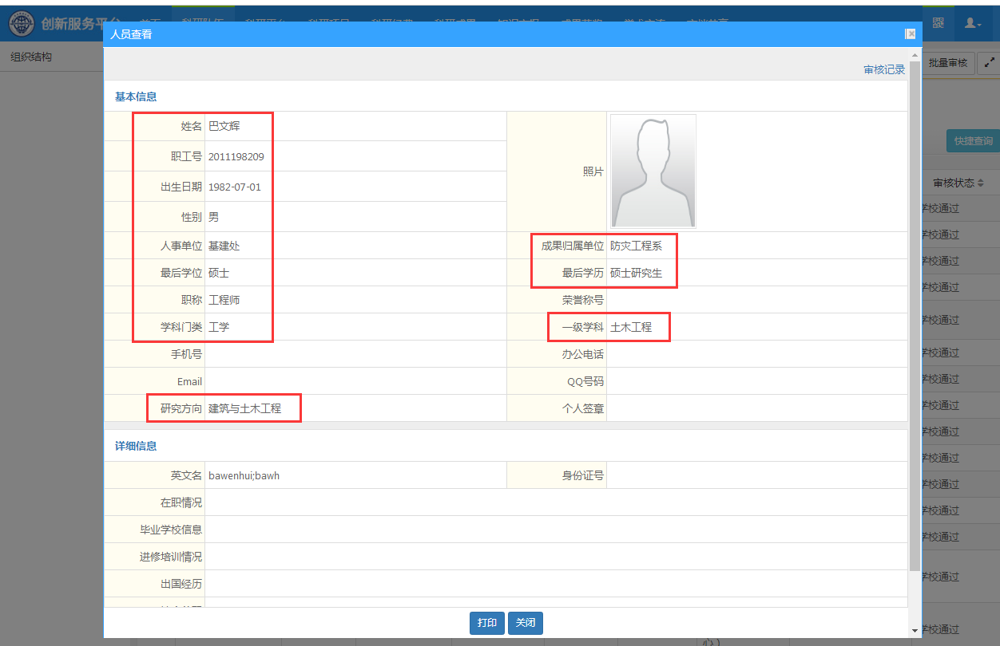 创新服务平台
科研队伍
人员查看
组织结构
批量审核
审核记录
基本信息
姓名 巴文辉
照片
职工号 2011198209
快捷查询
出生日期 1982-07-01
审核状态
性别 男
学校通过
人事单位 基建处 成果归属单位 防灾工程系
学校通过
最后学位 硕士 最后学历 硕士研究生
学校通过
学校通过
职称 工程师 荣誉称号
学科门类 工学 一级学科 土木工程
学校通过
手机号 办公电话
学校通过
Email QQ号码
学校通过
研究方向 建筑与土木工程 个人签章
学校通过
学校通过
详细信息
学校通过
英文名 bawenhui;bawh 身份证号
学校通过
在职情况
学校通过
毕业学校信息
学校通过
进修培训情况
出国经历
学校通过
打印 关闭
学校通过
心）